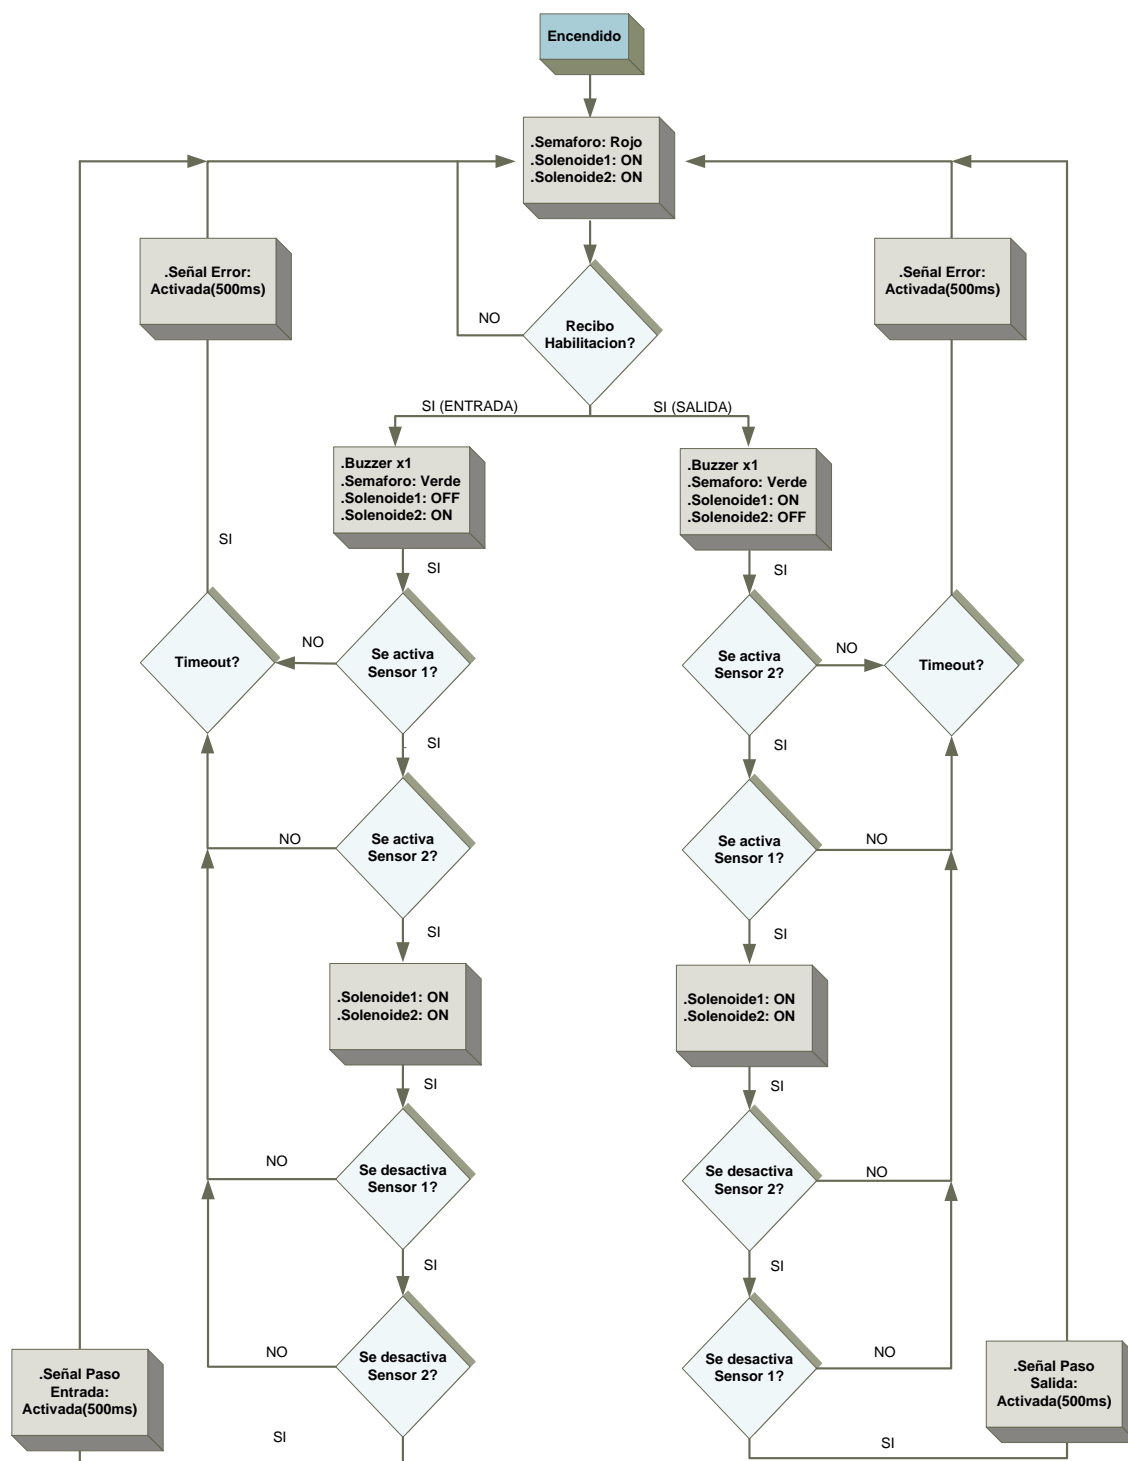 Encendido
.Semaforo: Rojo
.Solenoide1: ON
.Solenoide2: ON
.Señal Error:
Activada(500ms)
.Señal Error:
Activada(500ms)
NO
Recibo
Habilitacion?
SI (ENTRADA)
SI (SALIDA)
.Buzzer x1
.Semaforo: Verde
.Solenoide1: OFF
.Solenoide2: ON
.Buzzer x1
.Semaforo: Verde
.Solenoide1: ON
.Solenoide2: OFF
SI
SI
SI
Timeout?
NO
Se activa
Sensor 1?
Se activa
Sensor 2?
NO
Timeout?
SI
SI
NO
Se activa
Sensor 2?
Se activa
Sensor 1?
NO
SI
SI
.Solenoide1: ON
.Solenoide2: ON
.Solenoide1: ON
.Solenoide2: ON
SI
SI
NO
Se desactiva
Sensor 1?
Se desactiva
Sensor 2?
NO
SI
SI
NO
Se desactiva
Sensor 2?
Se desactiva
Sensor 1?
NO
.Señal Paso
Entrada:
Activada(500ms)
.Señal Paso
Salida:
Activada(500ms)
SI
SI